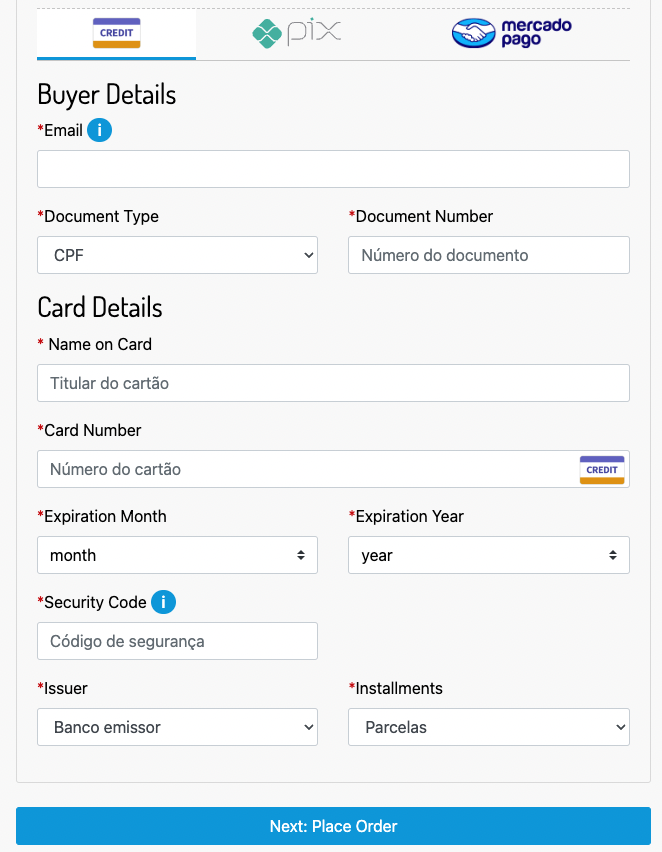 CREDIT
pix
mercado
pago
Buyer Details
*Email i
*Document Type *Document Number
CPF Número do documento
Card Details
* Name on Card
Titular do cartão
*Card Number
Número do cartão CREDIT
*Expiration Month *Expiration Year
month year
*Security Code i
Código de segurança
*Issuer *Installments
Banco emissor Parcelas
Next: Place Order